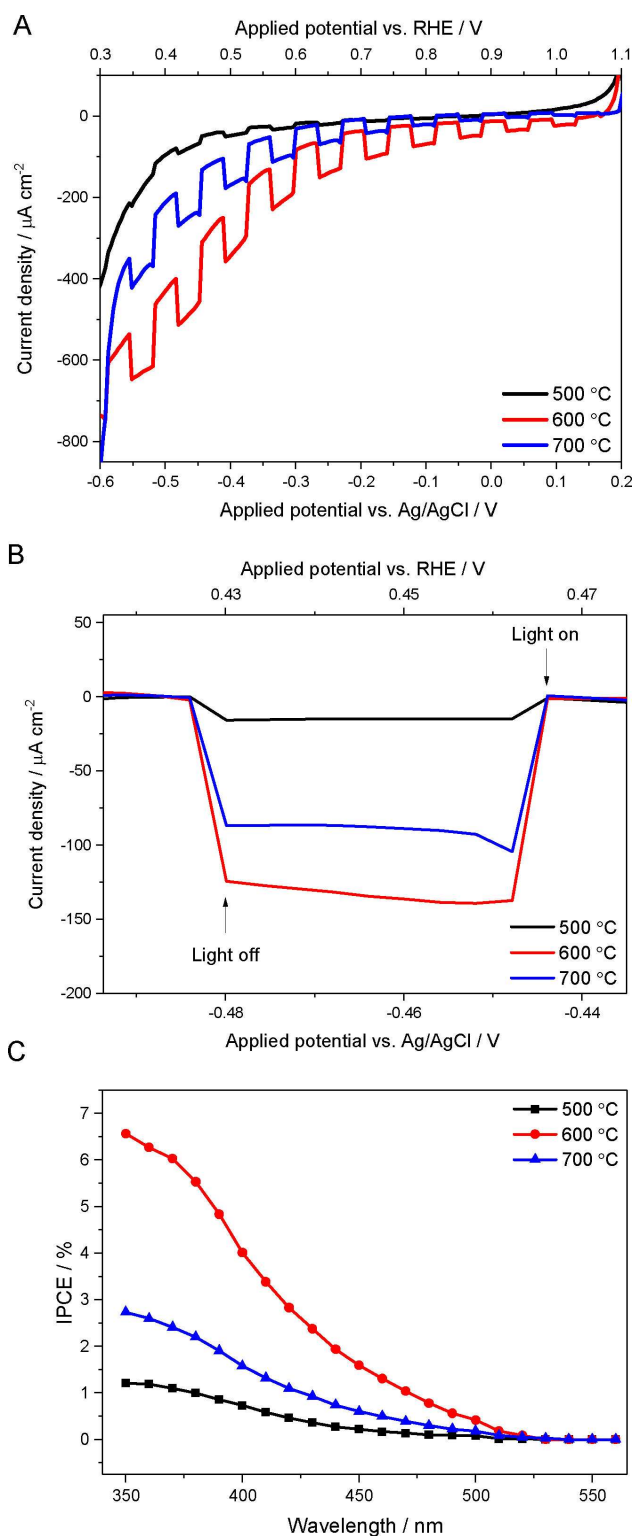 A
Applied potential vs. RHE / V
0.3 0.4 0.5 0.6 0.7 0.8 0.9 1.0 1.1
0
-200
-400
-600
-800
Current density / μA cm-2
500 °C
600 °C
700 °C
-0.6 -0.5 -0.4 -0.3 -0.2 -0.1 0.0 0.1 0.2
Applied potential vs. Ag/AgCl / V
B
Applied potential vs. RHE / V
0.43 0.45 0.47
50
0
-50
-100
-150
-200
Current density / μA cm-2
Light on
Light off
500 °C
600 °C
700 °C
-0.48 -0.46 -0.44
Applied potential vs. Ag/AgCl / V
C
7
6
5
4
3
2
1
0
IPCE / %
500 °C
600 °C
700 °C
350 400 450 500 550
Wavelength / nm